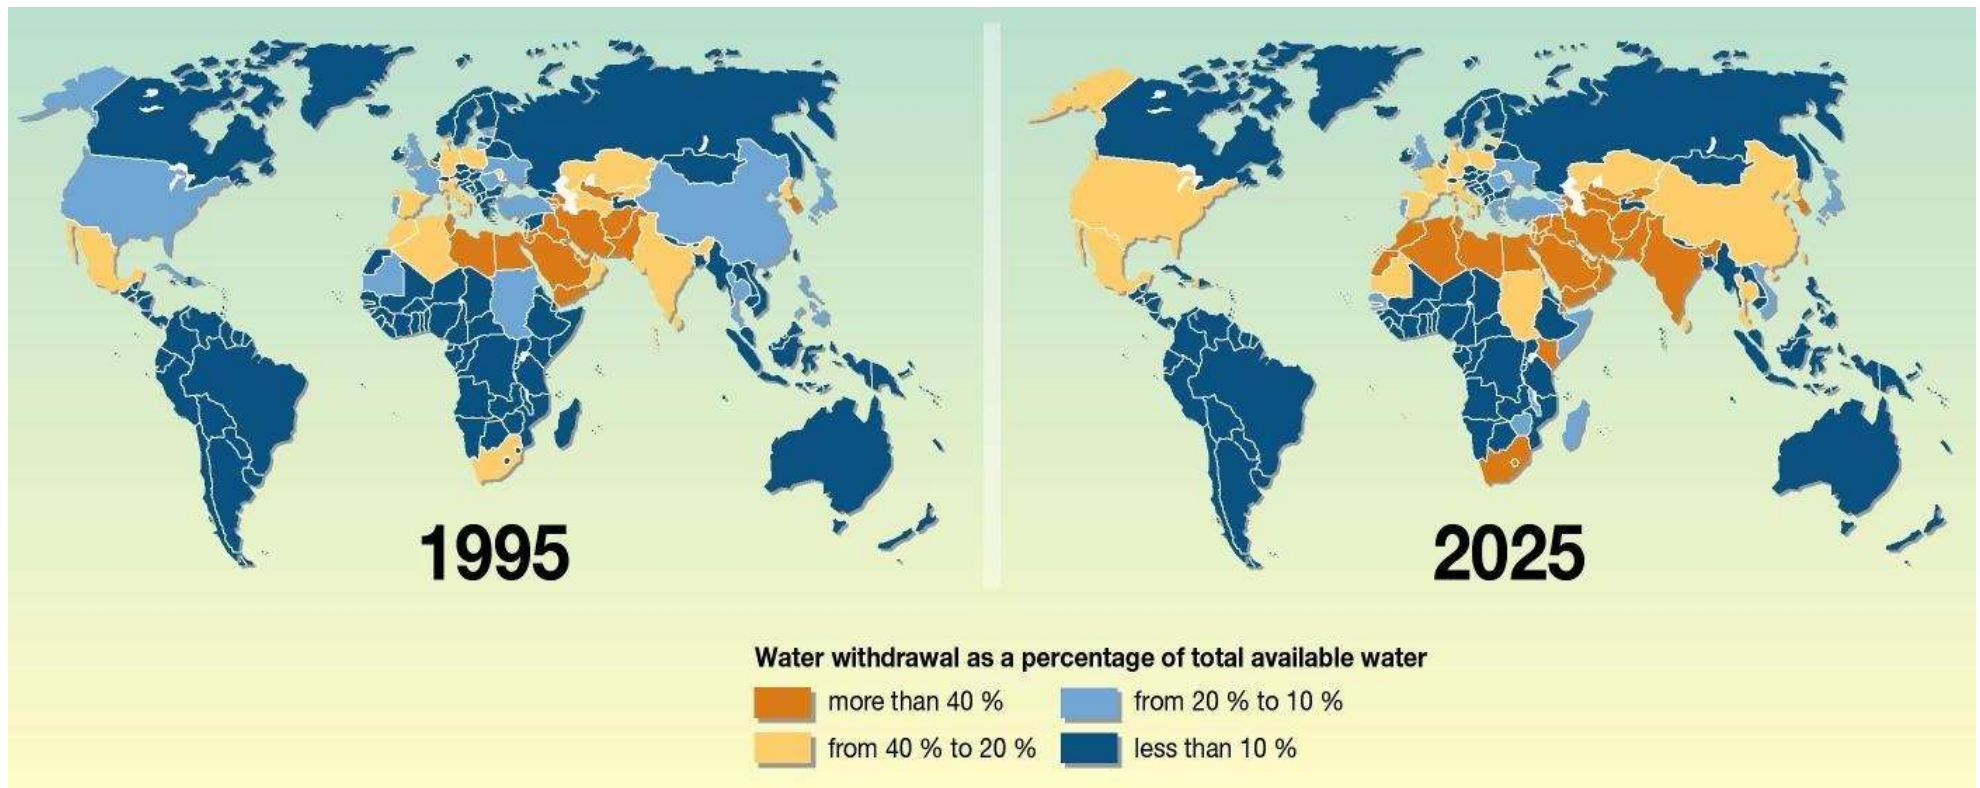 1995
2025
Water withdrawal as a percentage of total available water
more than 40 %
from 20 % to 10 %
from 40 % to 20 %
less than 10 %